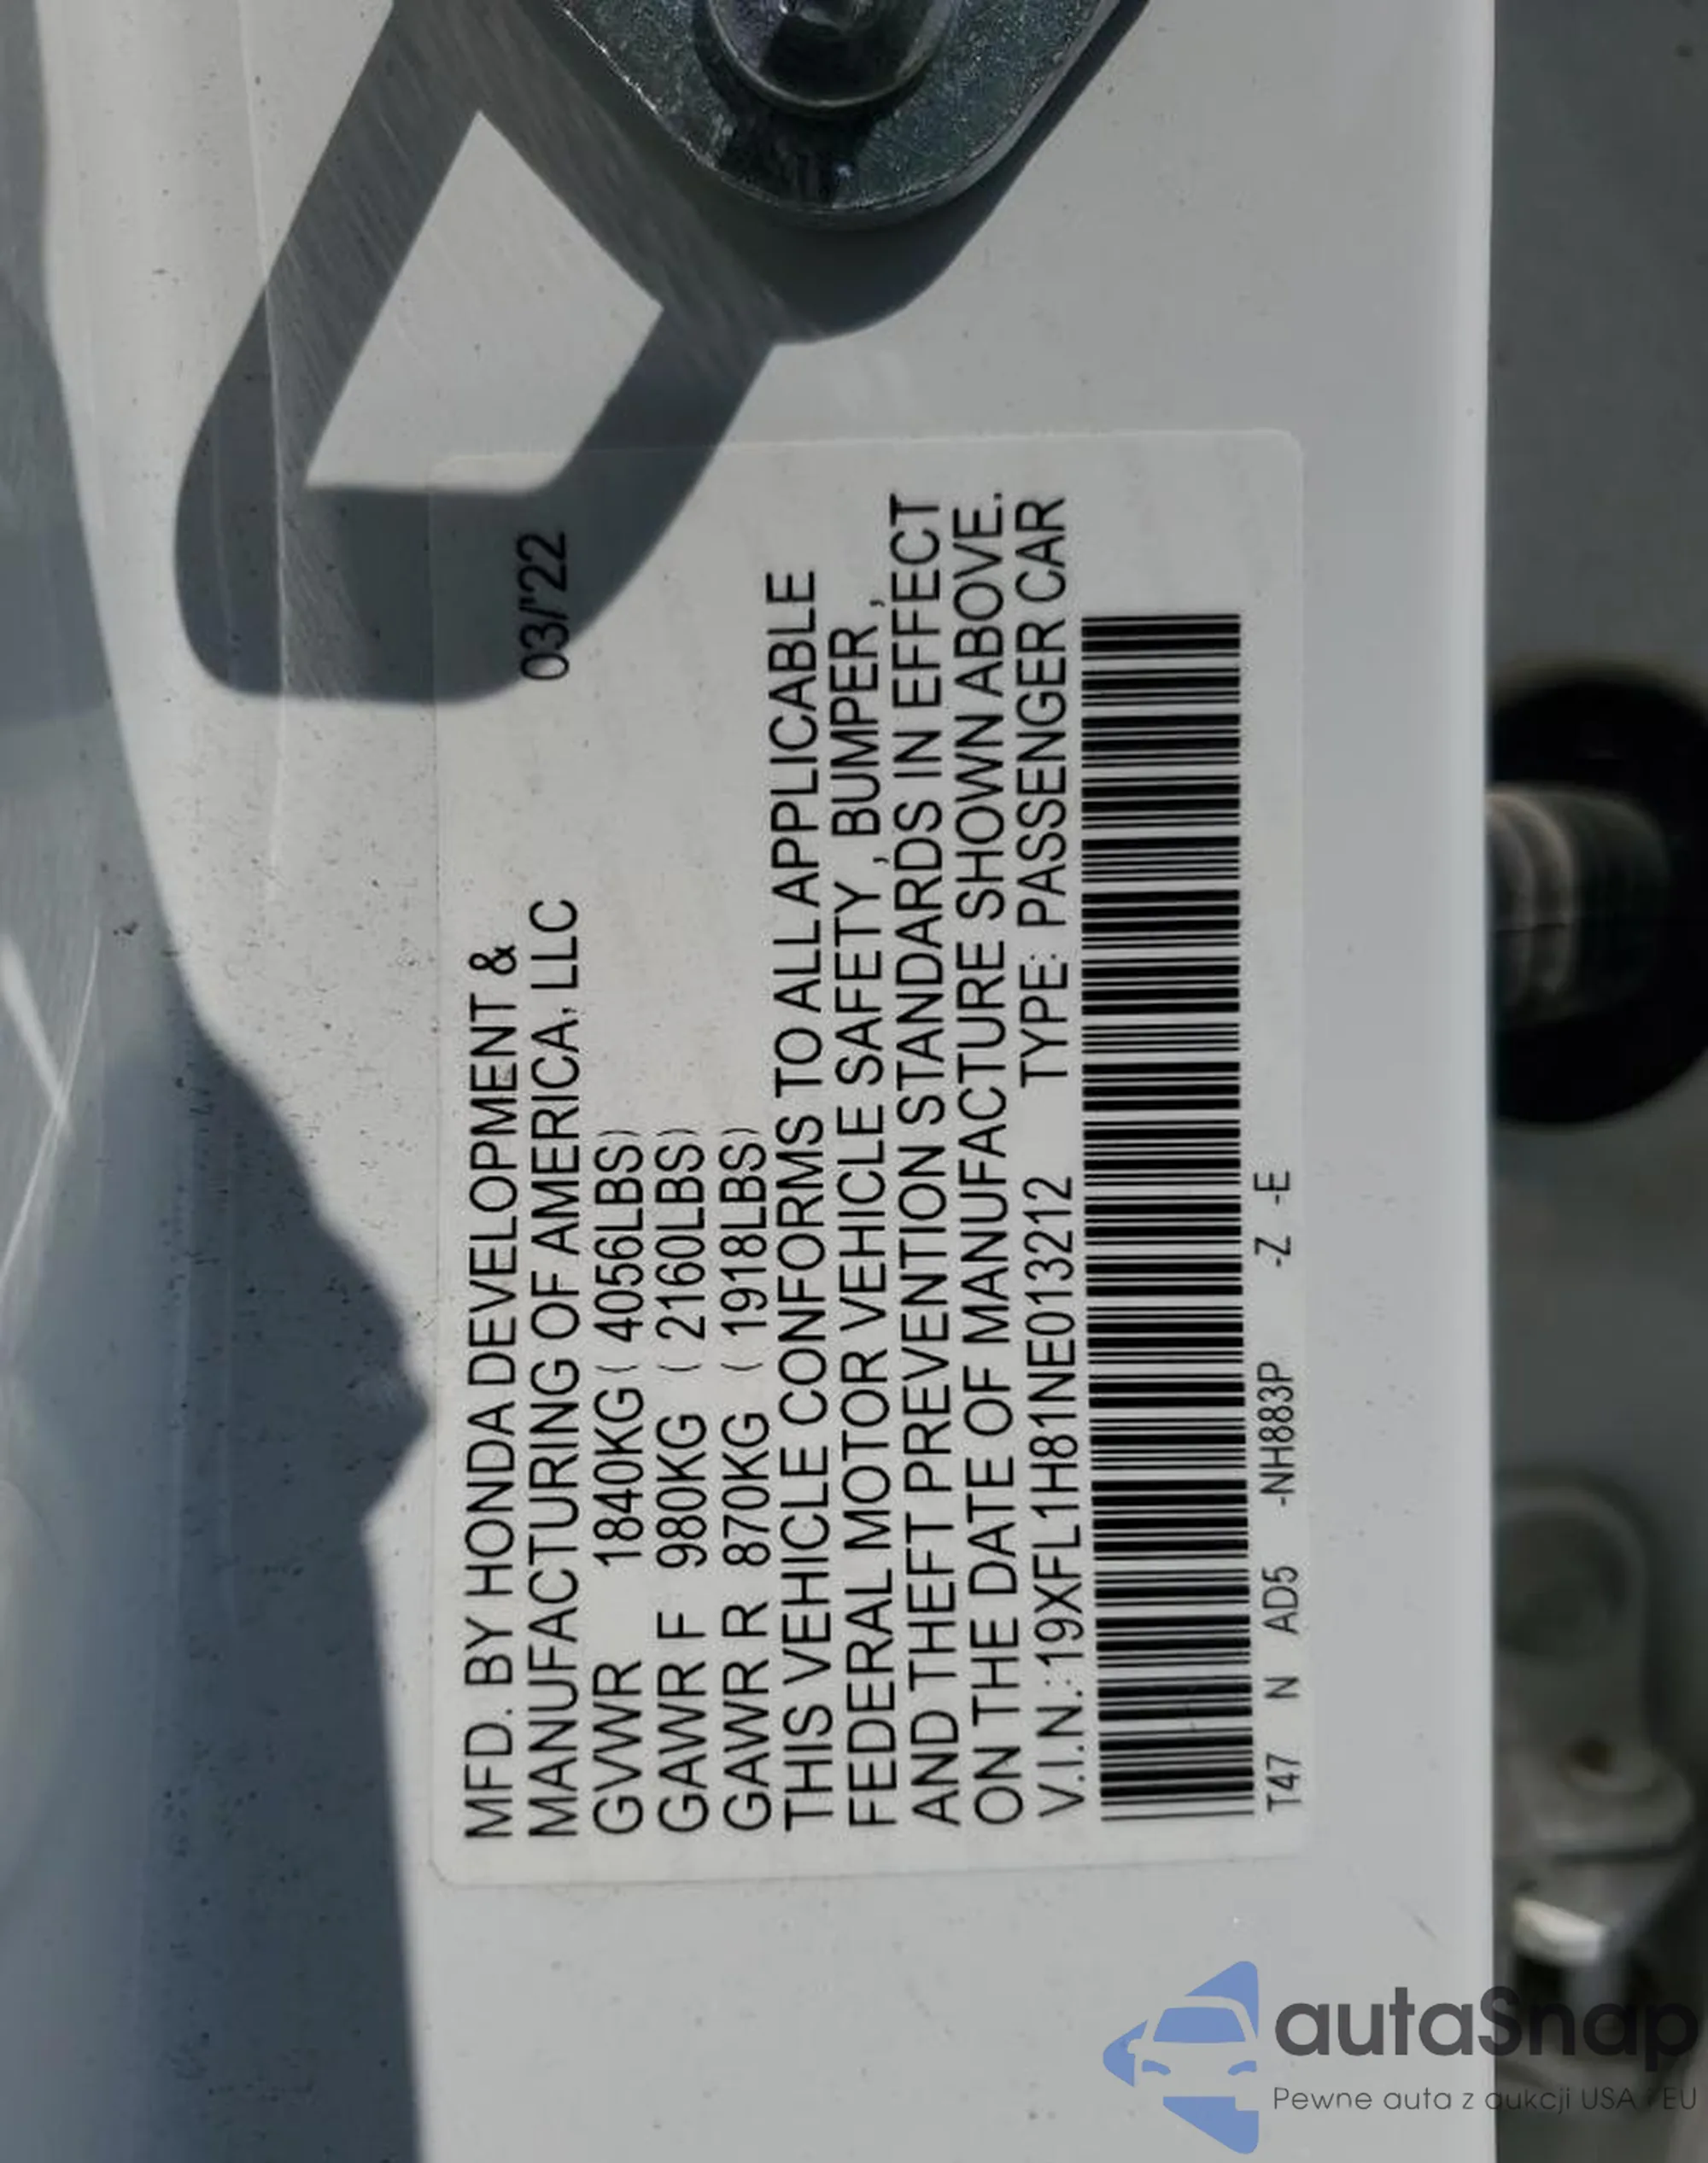 MFD. BY HONDA DEVELOPMENT &
MANUFACTURING OF AMERICA, LLC 03/'22
GVWR 1840KG ( 4056LBS)
GAWR F 980KG ( 2160LBS)
GAWR R 870KG ( 1918LBS)
THIS VEHICLE CONFORMS TO ALL APPLICABLE
FEDERAL MOTOR VEHICLE SAFETY, BUMPER,
AND THEFT PREVENTION STANDARDS IN EFFECT
ON THE DATE OF MANUFACTURE SHOWN ABOVE.
V.I.N.:19XFL1H81NE013212 TYPE: PASSENGER CAR
T47 N AD5 -NH883P -Z -E
autaSnap
Pewne auta z aukcji USA i EU